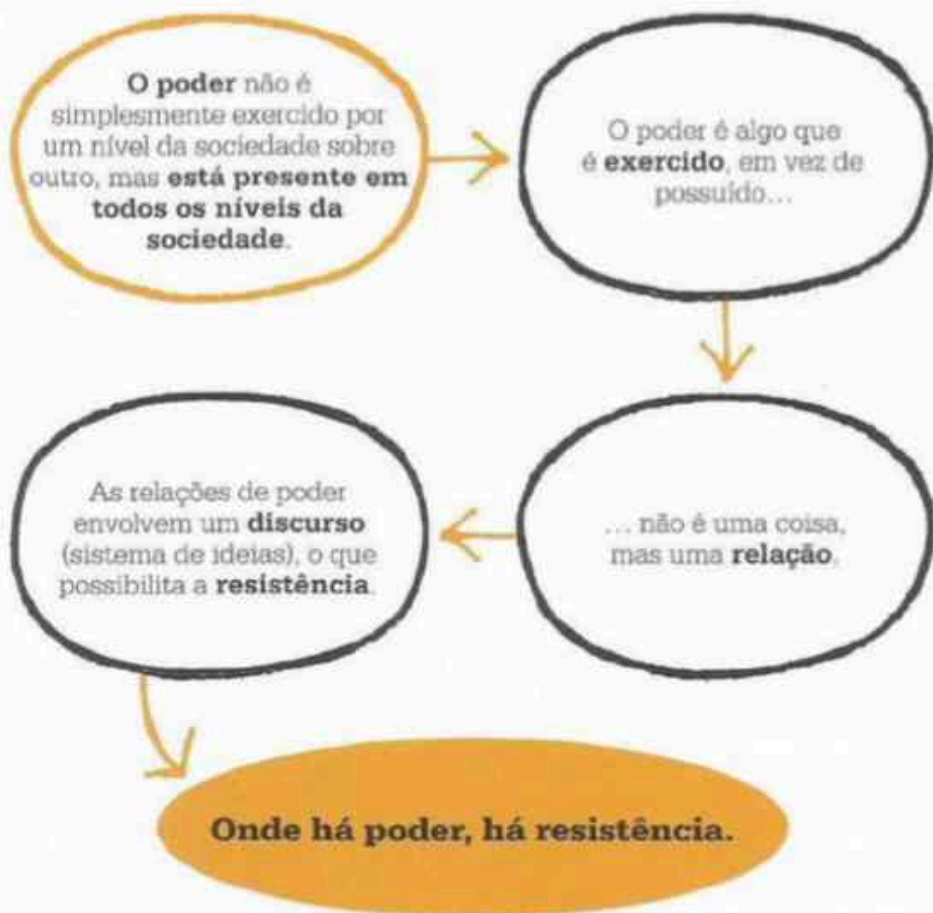 O poder não é
simplesmente exercido por
um nível da sociedade sobre
outro, mas está presente em
todos os níveis da
sociedade.
O poder é algo que
é exercido, em vez de
possuído...
... não é uma coisa,
mas uma relação.
As relações de poder
envolvem um discurso
(sistema de ideias), o que
possibilita a resistência.
Onde há poder, há resistência.